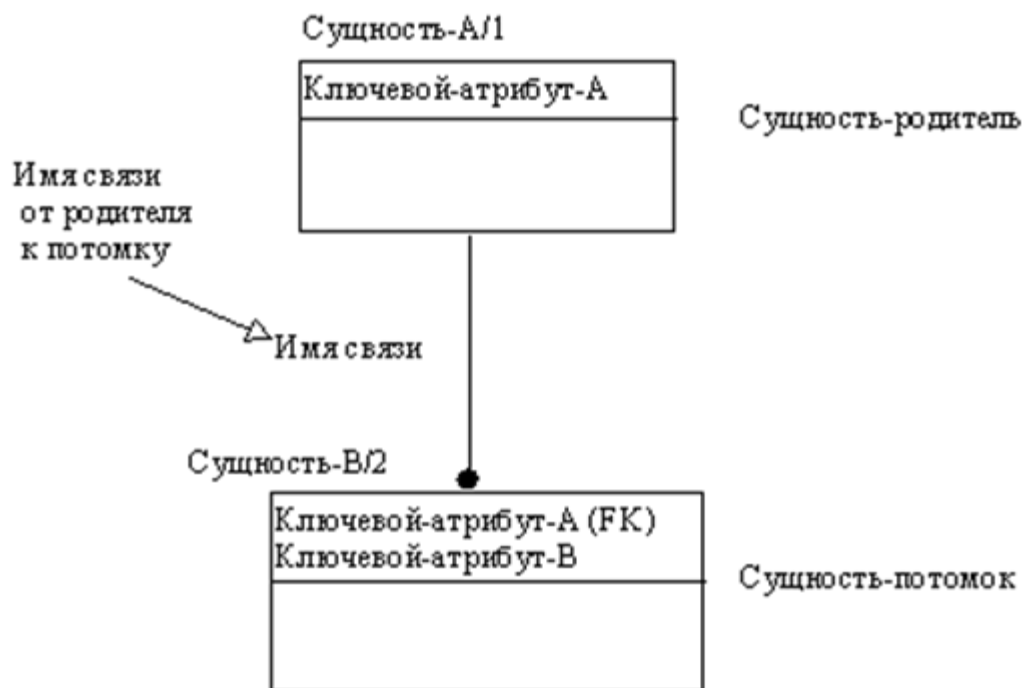 Сущность-A/1
Ключевой-атрибут-A
Сущность-родитель
Имя связи
от родителя
к потомку
Имя связи
Сущность-B/2
Ключевой-атрибут-A (FK)
Ключевой-атрибут-B
Сущность-потомок